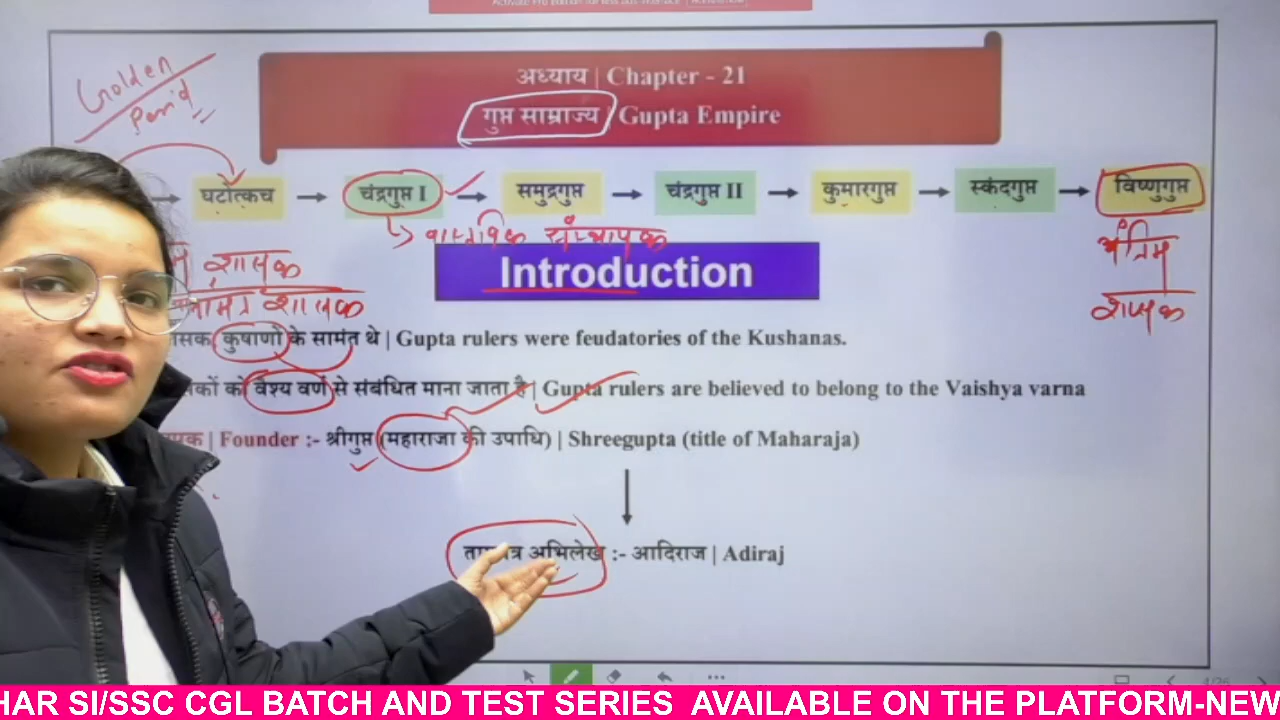 Golden
Period
अध्याय | Chapter - 21
गुप्त साम्राज्य | Gupta Empire
→ घटोत्कच → चंद्रगुप्त I → समुद्रगुप्त → चंद्रगुप्त II → कुमारगुप्त → स्कंदगुप्त → विष्णुगुप्त
वास्तविक संस्थापक
अंतिम
शासक
शासक
शासक
Introduction
कुषाणों के सामंत थे | Gupta rulers were feudatories of the Kushanas.
को वैश्य वर्ण से संबंधित माना जाता है | Gupta rulers are believed to belong to the Vaishya varna
| Founder :- श्रीगुप्त (महाराजा की उपाधि) | Shreegupta (title of Maharaja)
अभिलेख :- आदिराज | Adiraj
HAR SI/SSC CGL BATCH AND TEST SERIES AVAILABLE ON THE PLATFORM-NEW